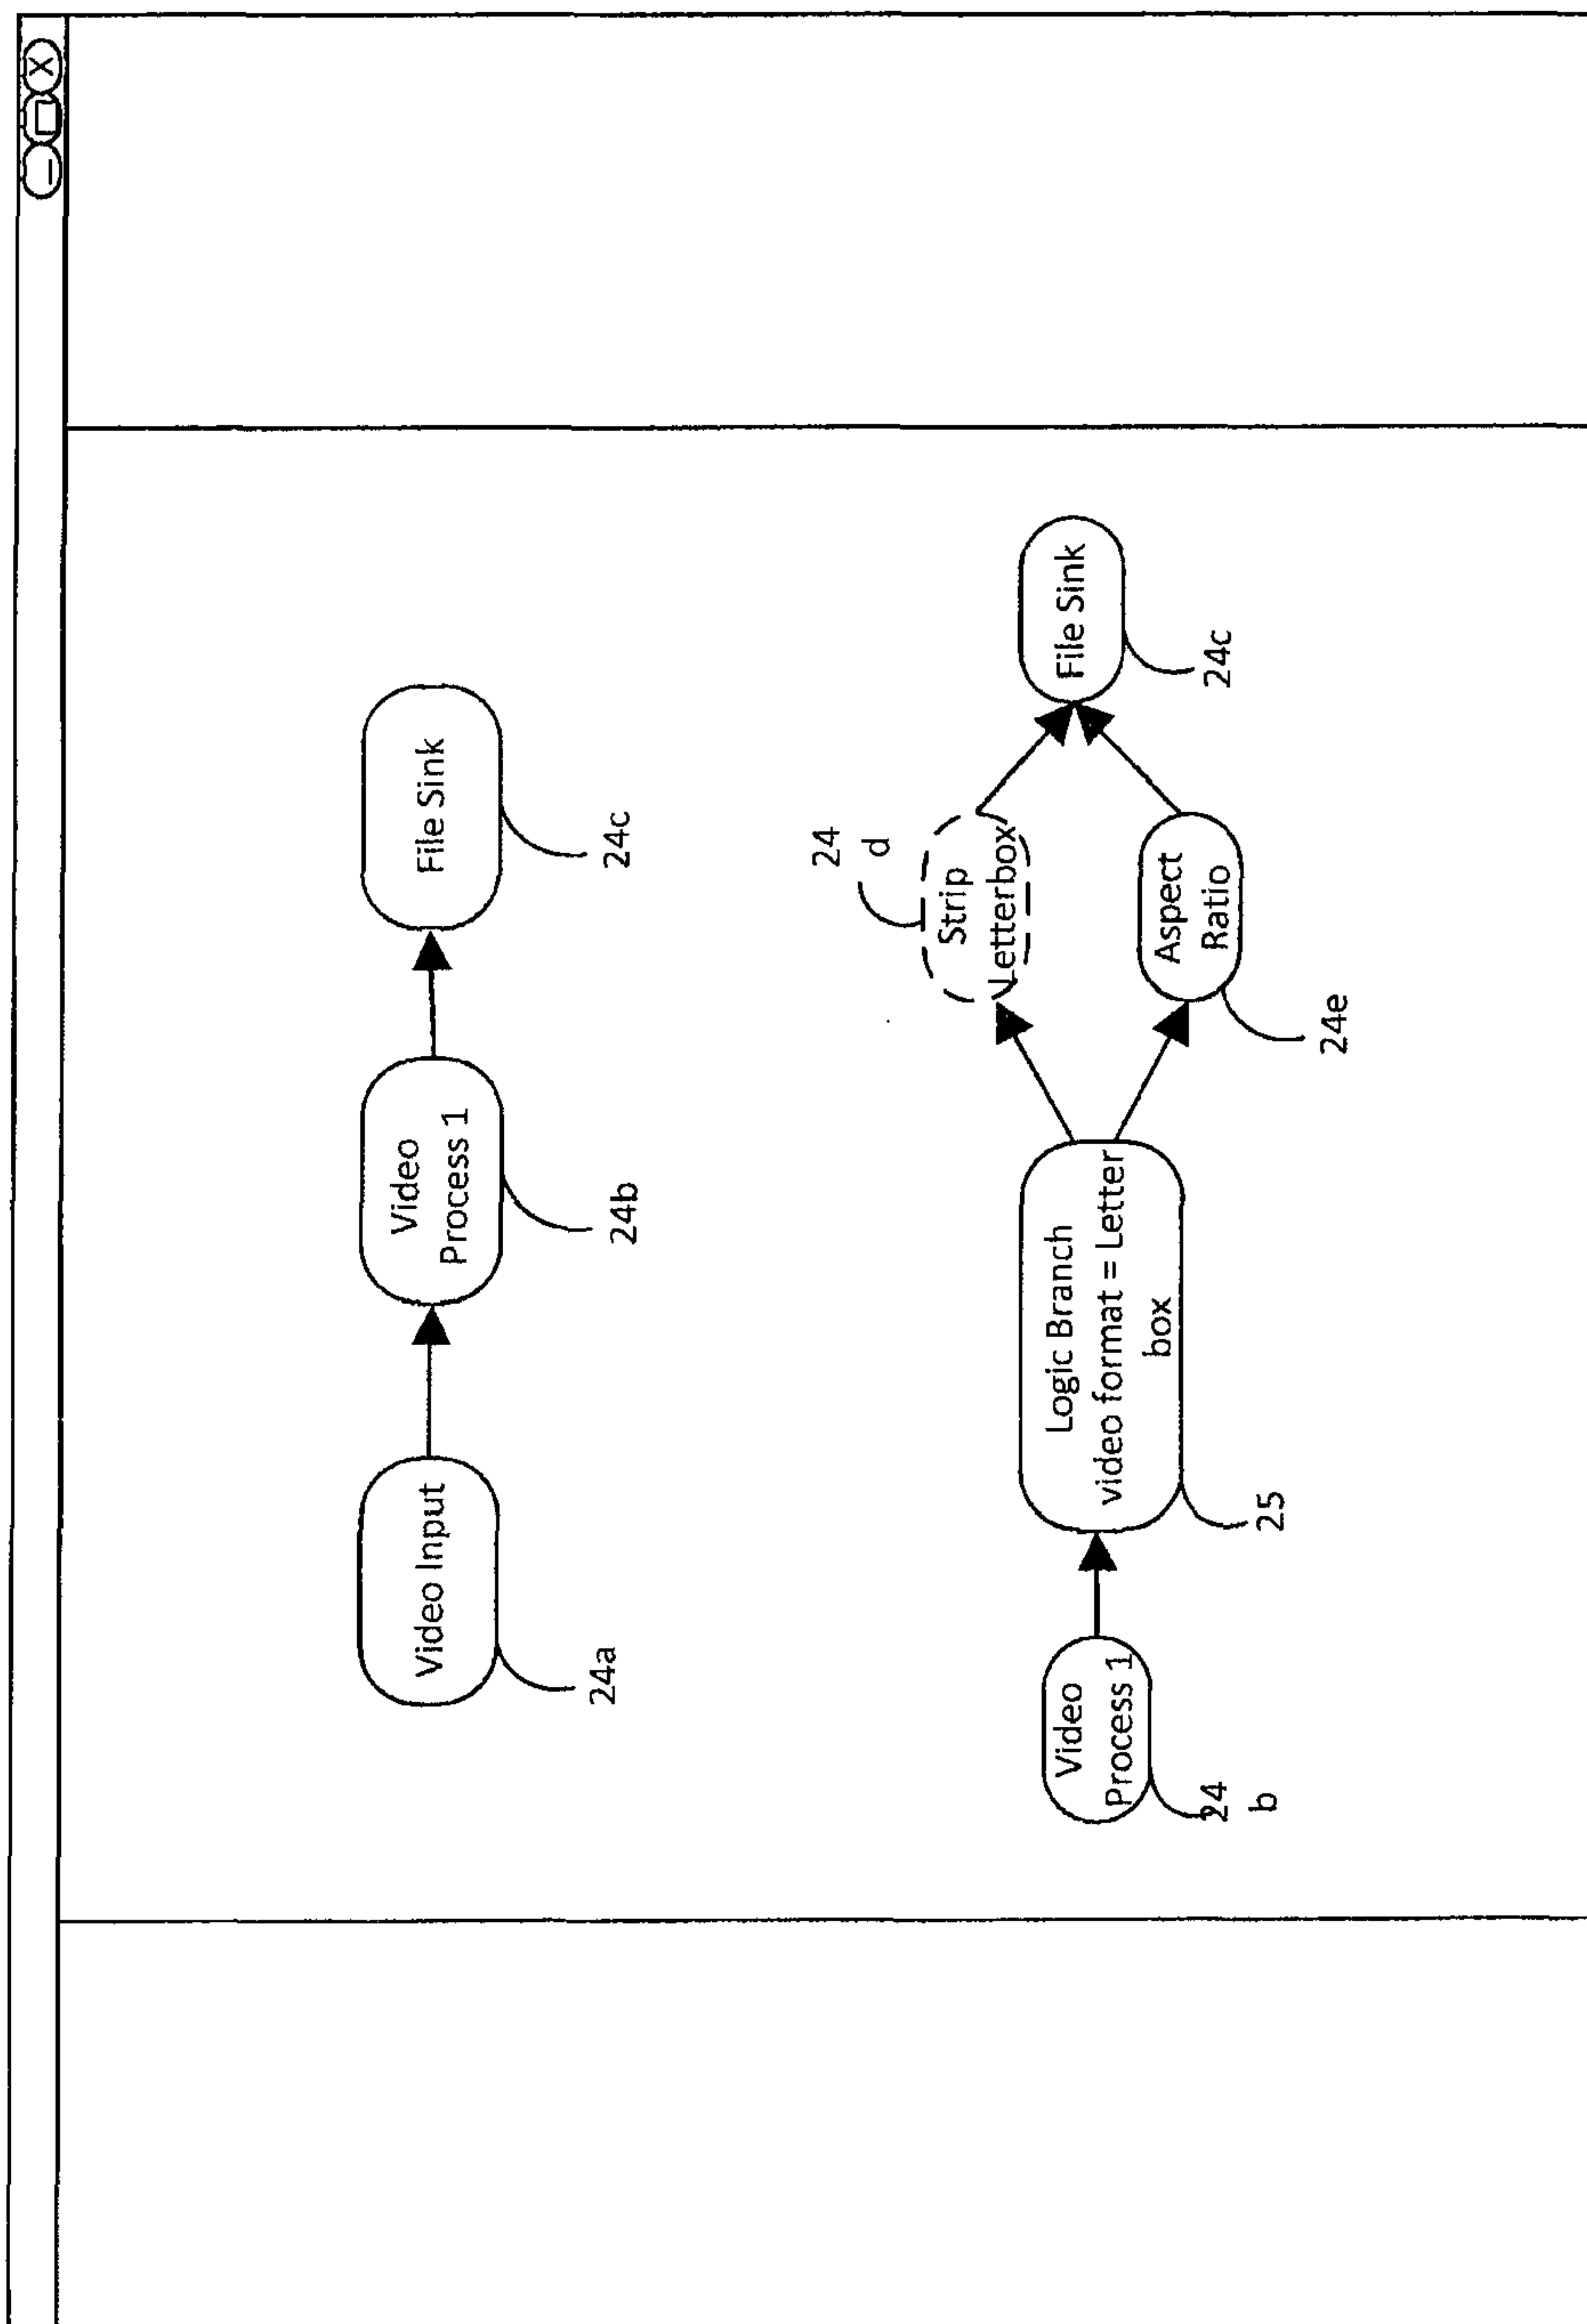 X
Video Input
24a
Video
Process 1
24b
File Sink
24c
Video
Process 1
24
b
Logic Branch
video format = Letter
box
25
Strip
Letterbox
24
d
Aspect
Ratio
24e
File Sink
24c